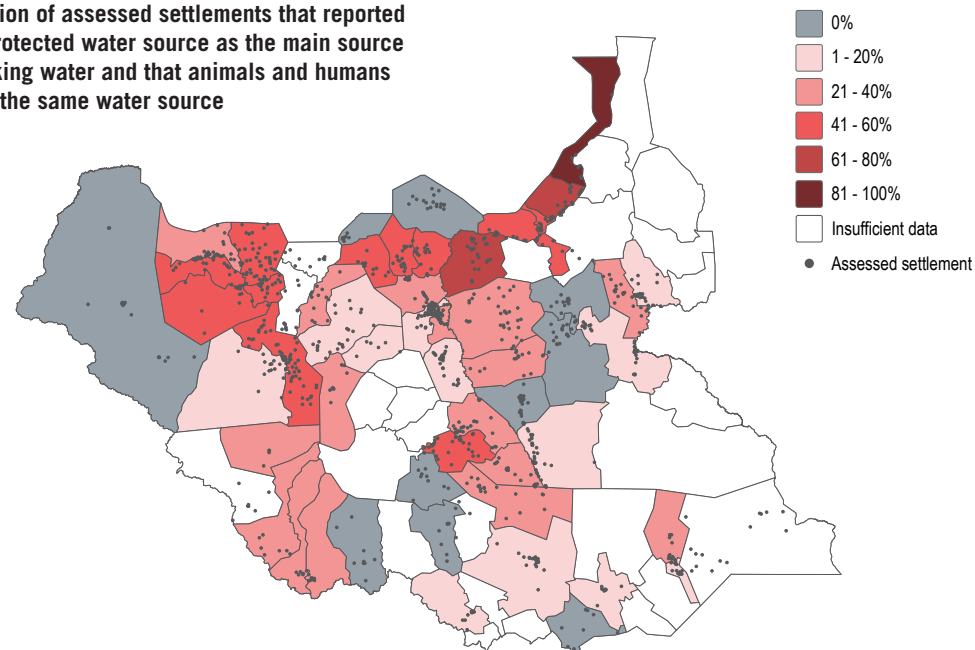 ion of assessed settlements that reported
rotected water source as the main source
king water and that animals and humans
the same water source
0%
1 - 20%
21 - 40%
41 - 60%
61 - 80%
81 - 100%
Insufficient data
Assessed settlement